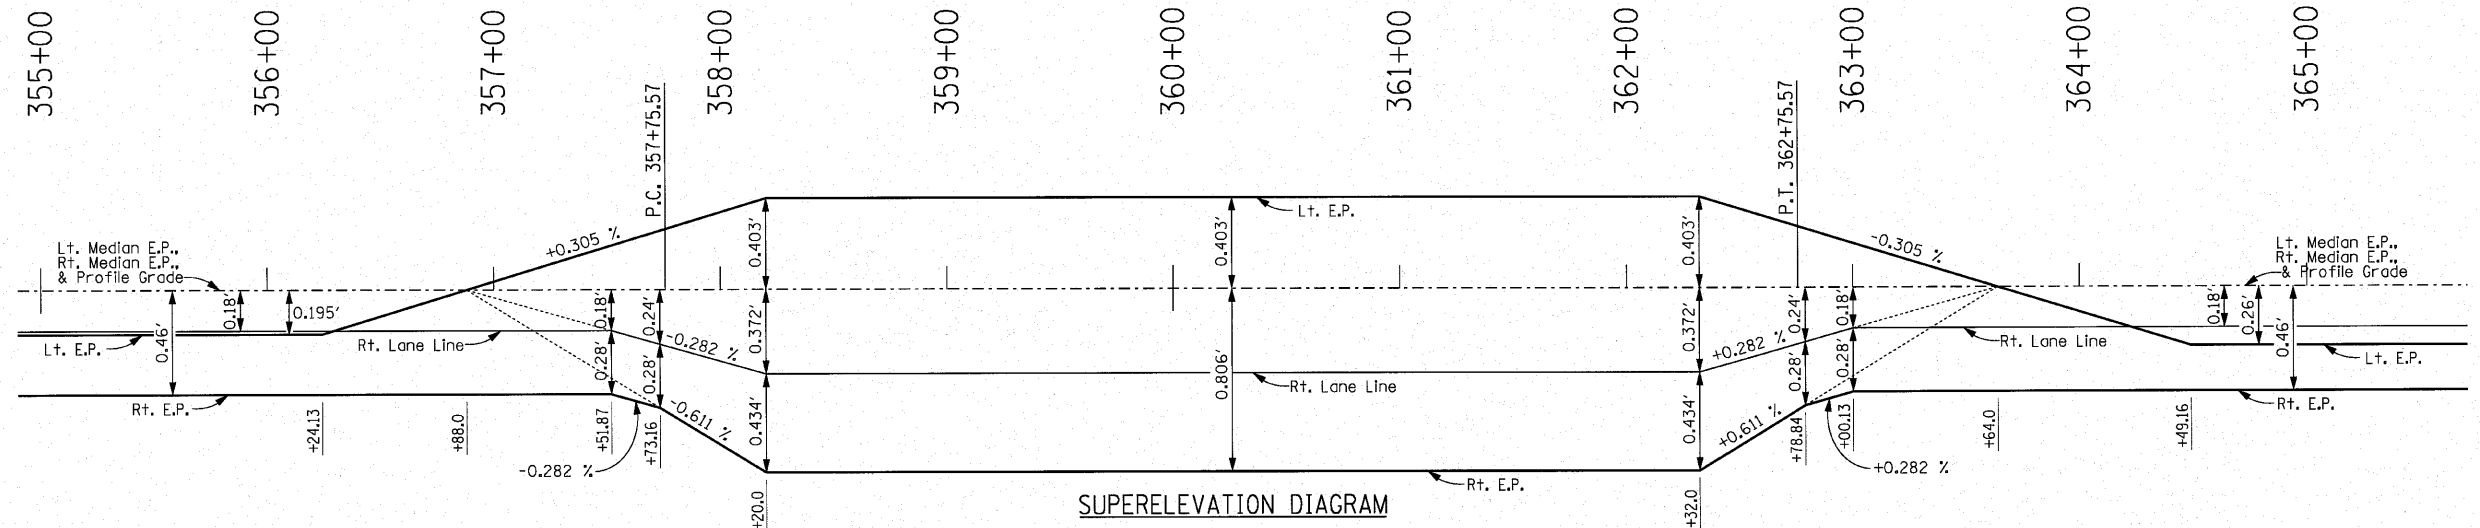 355+00
356+00
357+00
358+00
359+00
360+00
361+00
362+00
363+00
364+00
365+00
P.C. 357+75.57
P.T. 362+75.57
Lt. Median E.P.,
Rt. Median E.P.,
& Profile Grade
Lt. E.P.
0.46'
0.18'
0.195'
Rt. E.P.
Rt. Lane Line
+0.305 %
0.18'
0.24'
0.28'
0.28'
-0.282 %
-0.611 %
-0.282 %
0.403'
0.372'
0.434'
+24.13
+88.0
+51.87
+73.16
+20.0
0.403'
0.806'
Lt. E.P.
Rt. Lane Line
Rt. E.P.
0.403'
0.372'
0.434'
-0.305 %
+0.282 %
+0.611 %
+0.282 %
0.24'
0.18'
0.28'
0.28'
Rt. Lane Line
Lt. Median E.P.,
Rt. Median E.P.,
& Profile Grade
0.18'
0.26'
0.46'
Lt. E.P.
Rt. E.P.
+32.0
+78.84
+00.13
+64.0
+49.16
SUPERELEVATION DIAGRAM